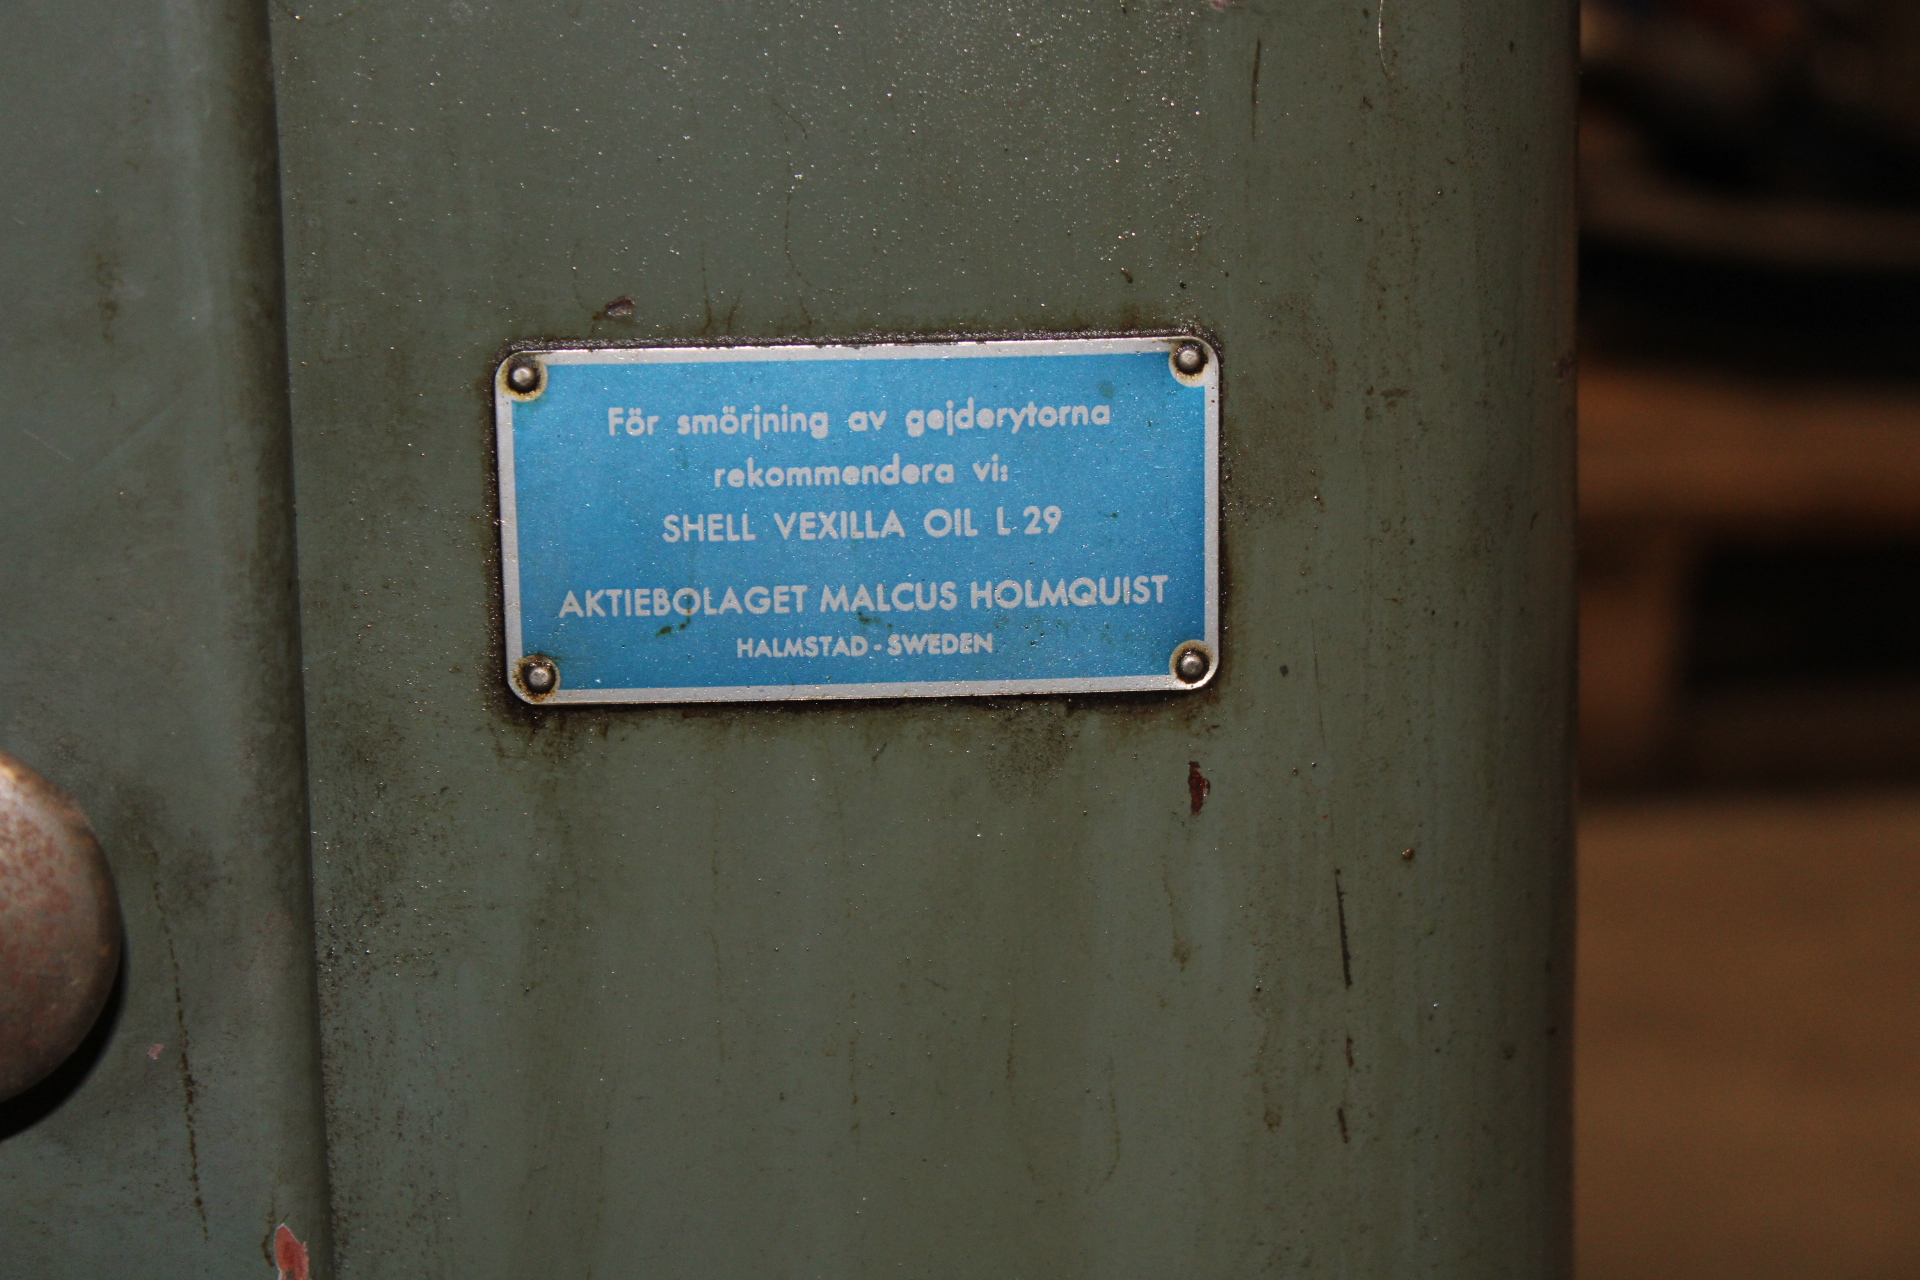 För smörjning av gejderytorna
rekommendera vi:
SHELL VEXILLA OIL L 29
AKTIEBOLAGET MALCUS HOLMQUIST
HALMSTAD - SWEDEN